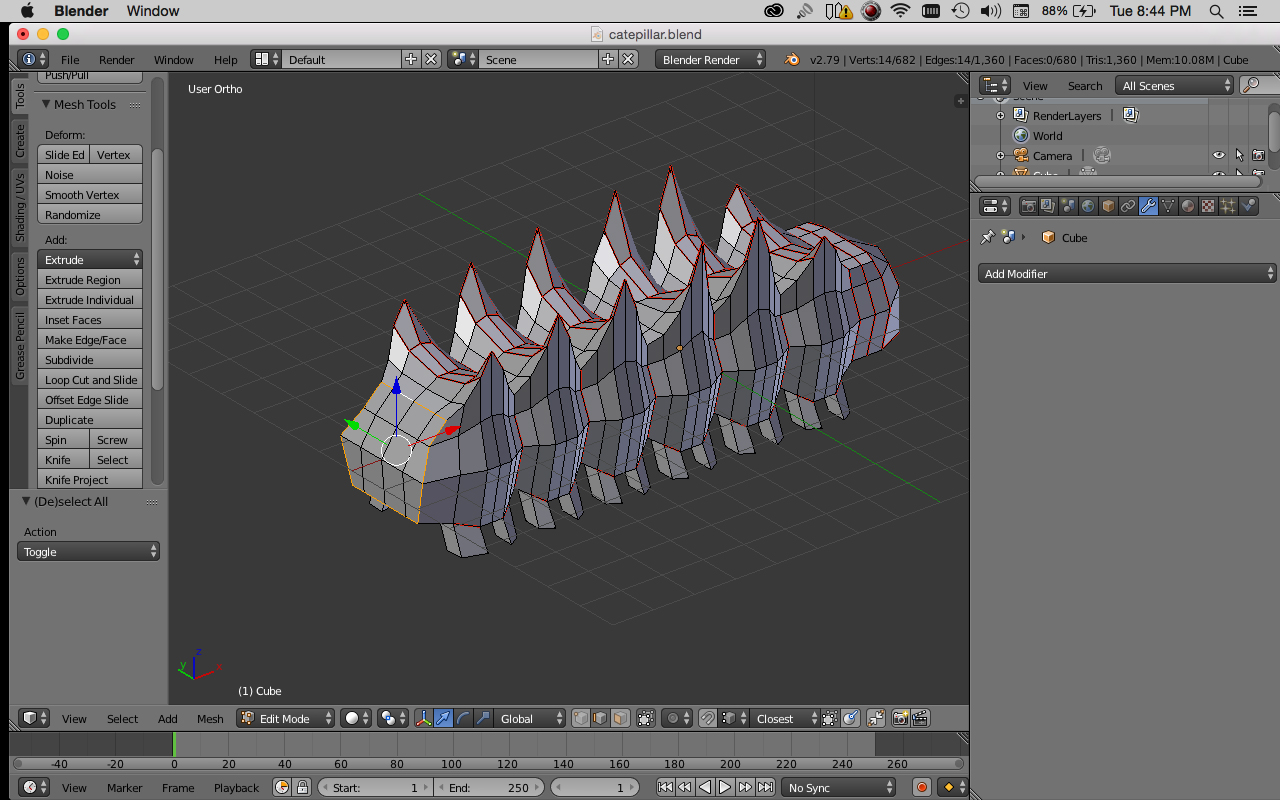 Blender Window 88% Tue 8:44 PM
catepillar.blend
File Render Window Help Default Scene Blender Render v2.79 | Verts:14/682 | Edges:14/1,360 | Faces:0/680 | Tris:1,360 | Mem:10.08M | Cube
Tools
Create
Shading / UVs
Options
Grease Pencil
Push/Pull
Mesh Tools
Deform:
Slide Ed Vertex
Noise
Smooth Vertex
Randomize
Add:
Extrude
Extrude Region
Extrude Individual
Inset Faces
Make Edge/Face
Subdivide
Loop Cut and Slide
Offset Edge Slide
Duplicate
Spin Screw
Knife Select
Knife Project
(De)select All
Action
Toggle
User Ortho
z
y x
(1) Cube
View Search All Scenes
Scene
RenderLayers |
World
Camera |
Cube
Cube
Add Modifier
View Select Add Mesh Edit Mode Global Closest
-40 -20 0 20 40 60 80 100 120 140 160 180 200 220 240 260
View Marker Frame Playback Start: 1 End: 250 1 No Sync